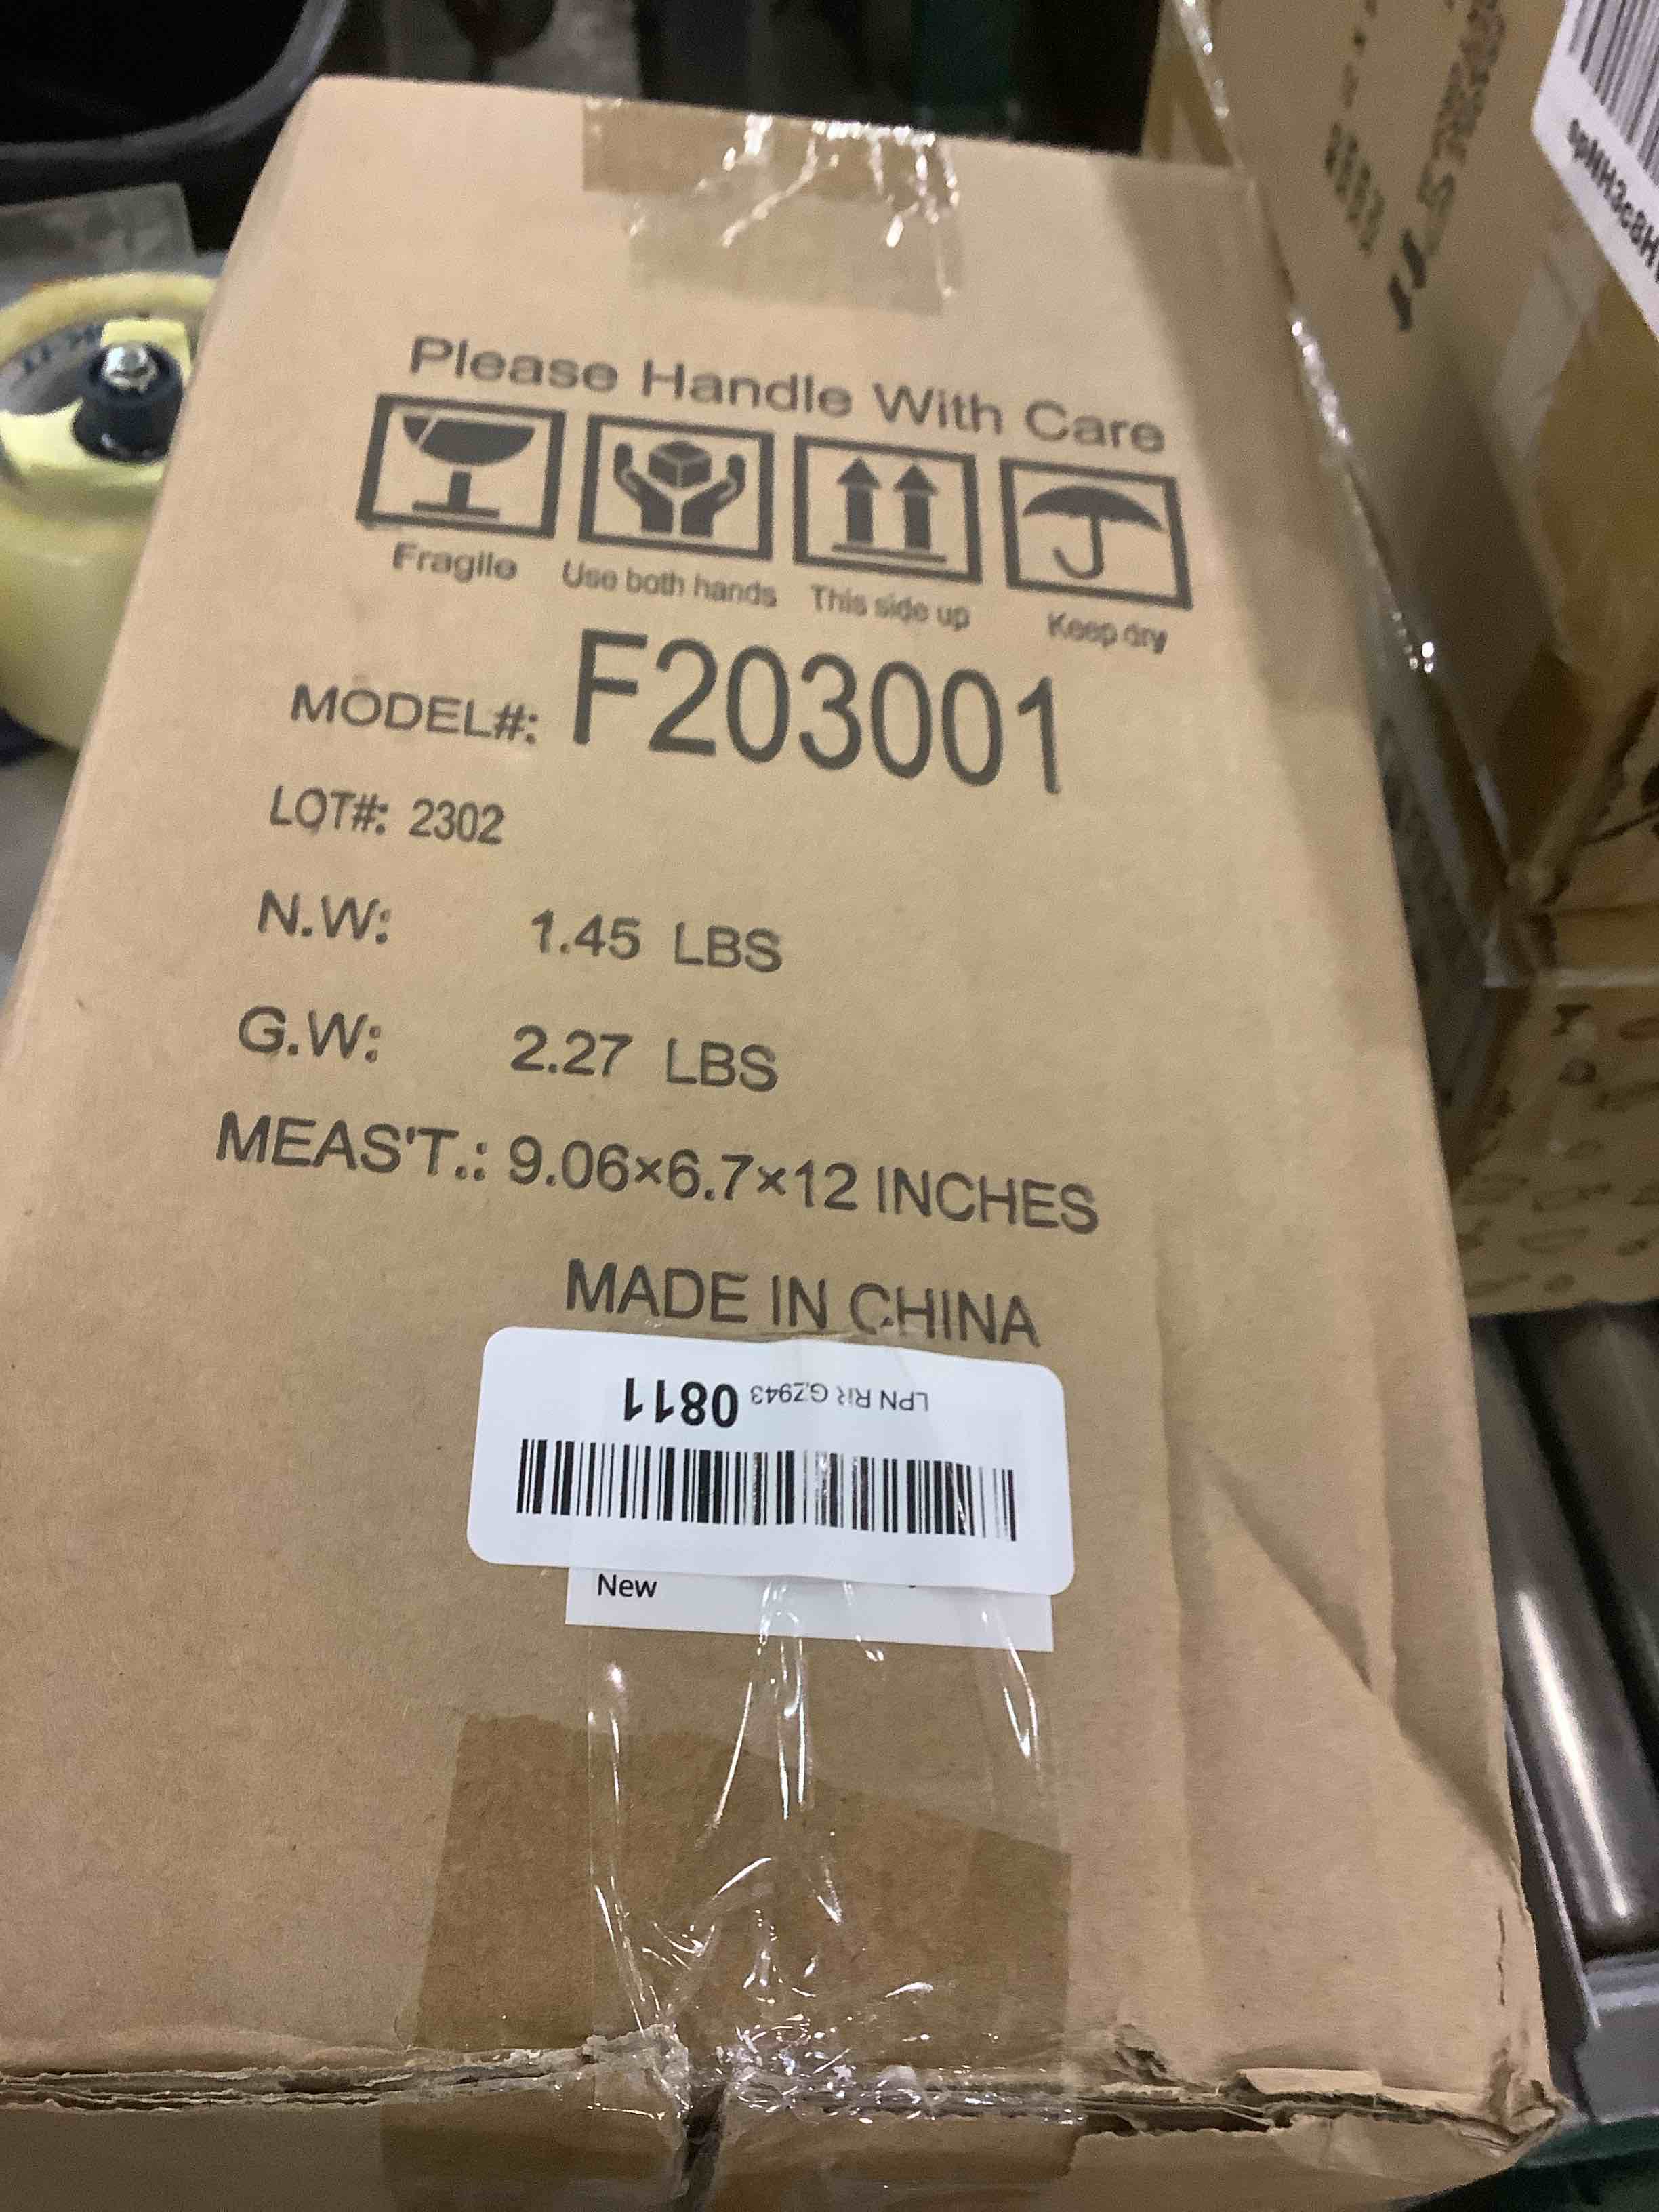 Please Handle With Care
Fragile Use both hands This side up Keep dry
MODEL#: F203001
LOT#: 2302
N.W: 1.45 LBS
G.W: 2.27 LBS
MEAS'T.: 9.06×6.7×12 INCHES
MADE IN CHINA
LPN RR GZ943 0811
New